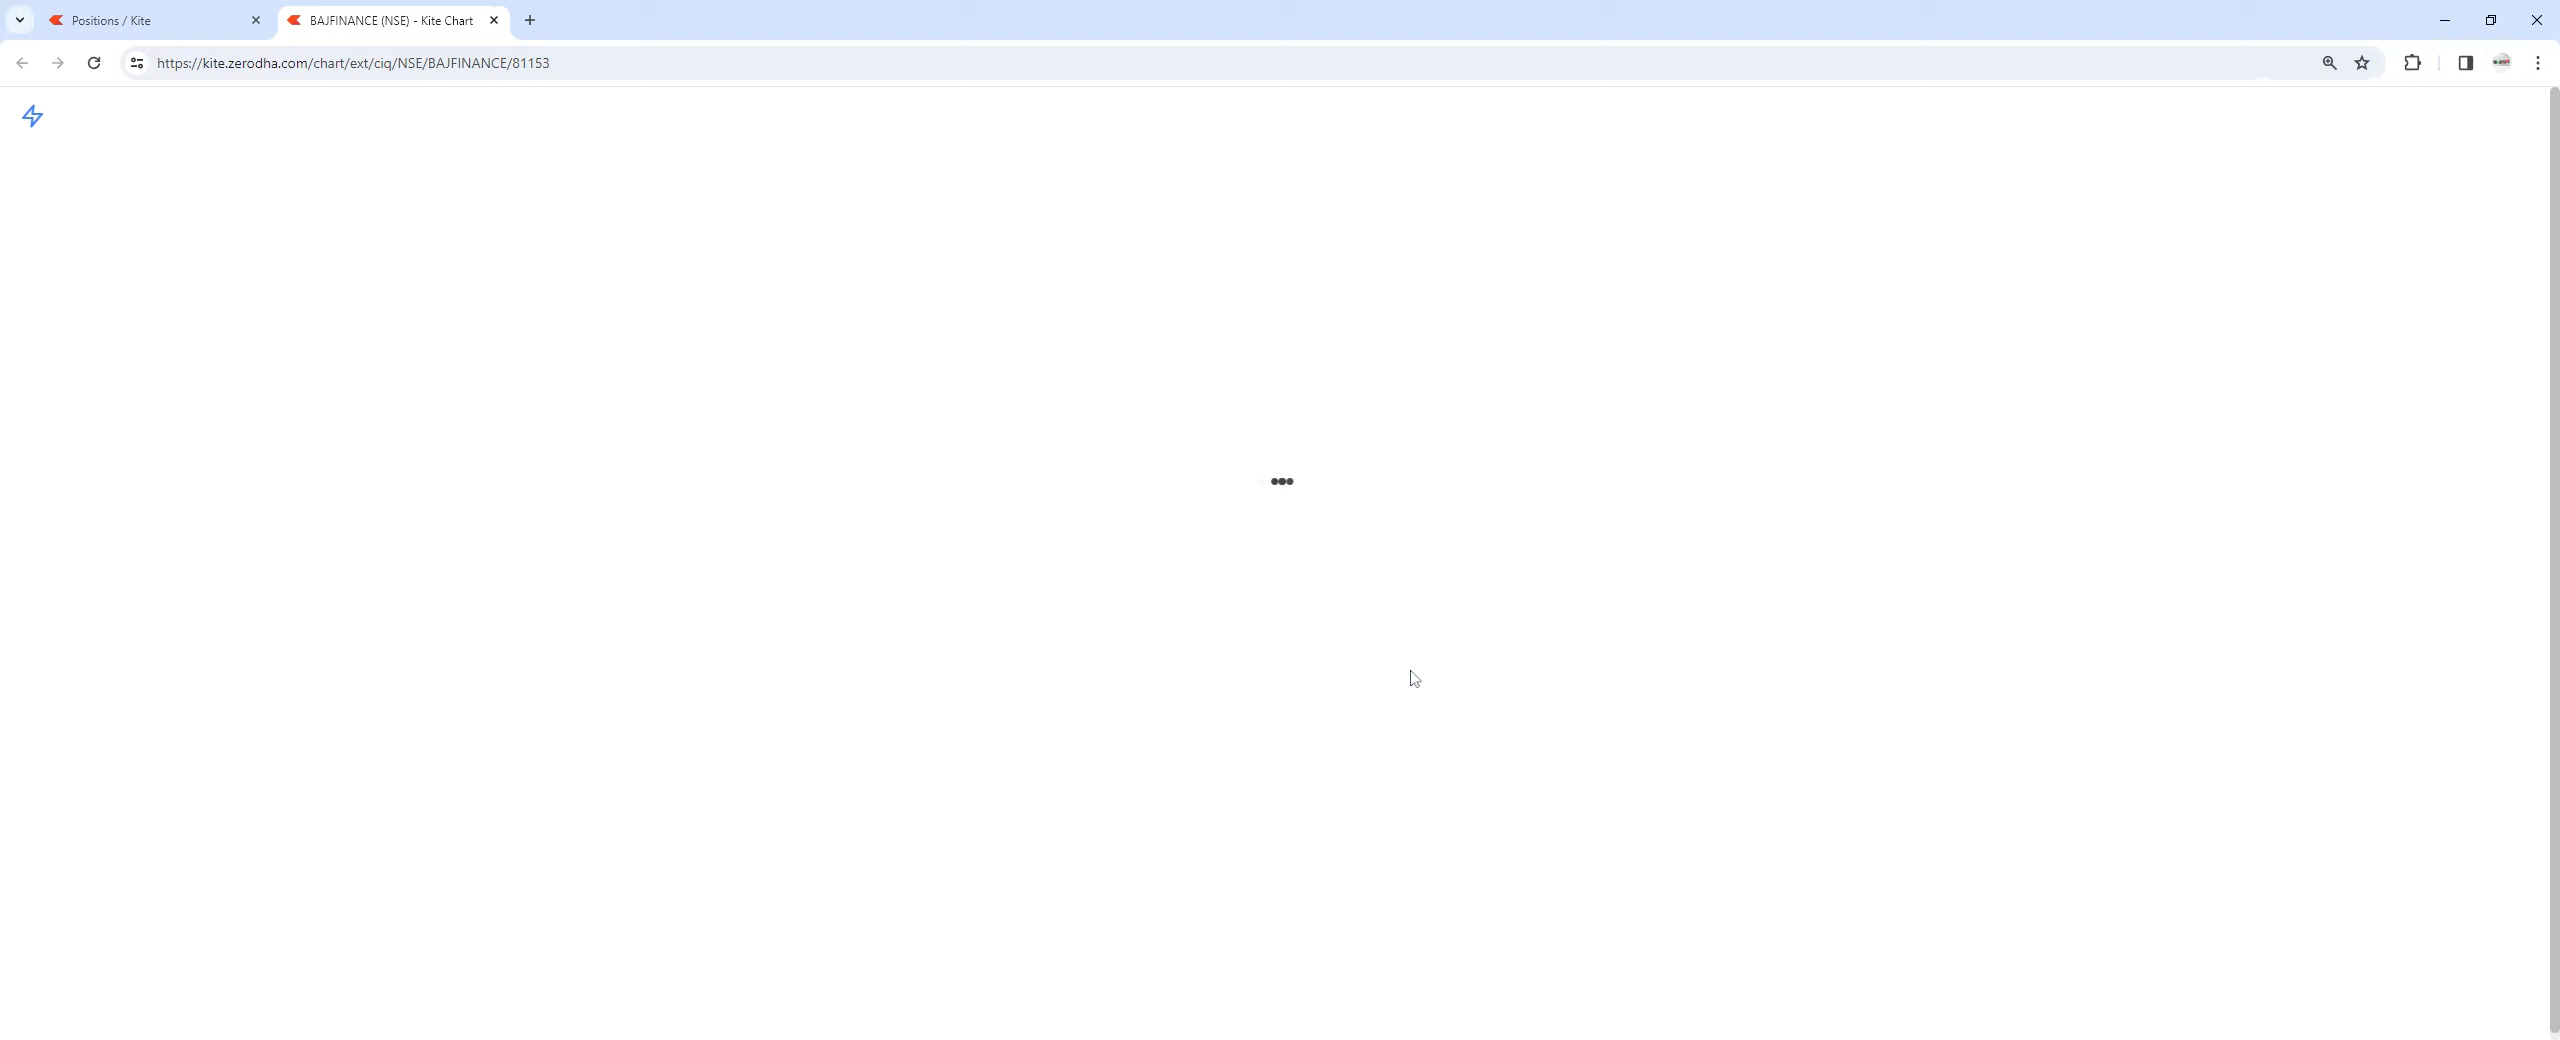 Positions / Kite
BAJFINANCE (NSE) - Kite Chart
https://kite.zerodha.com/chart/ext/ciq/NSE/BAJFINANCE/81153